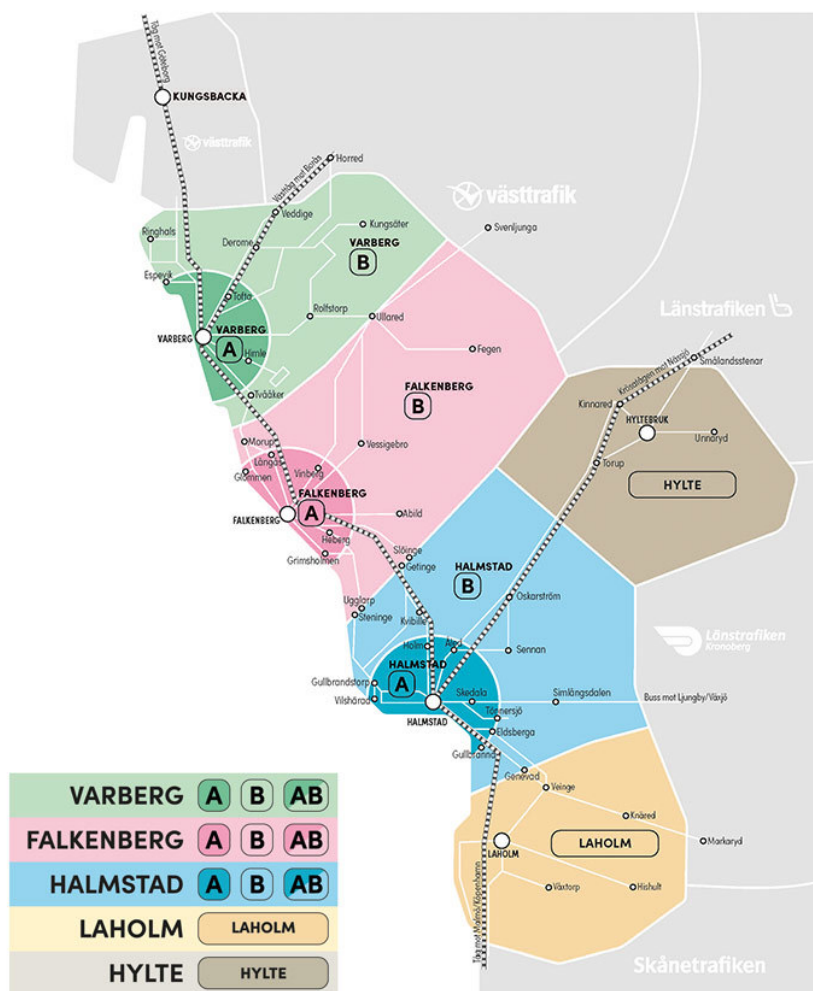 Tåg mot Göteborg
KUNGSBACKA
västtrafik
Västtåg mot Borås
Horred
västtrafik
Veddige
Kungsäter
Svenljunga
Ringhals
Derome
VARBERG
B
Espevik
Tofta
Länstrafiken
Rolfstorp
Ullared
VARBERG
VARBERG
A
Himle
Fegen
Krösatågen mot Nässjö
Smålandsstenar
Tvååker
FALKENBERG
B
Kinnared
HYLTEBRUK
Unnaryd
Morup
Vessigebro
Långås
Vinberg
Glommen
Torup
HYLTE
FALKENBERG
A
FALKENBERG
Abild
Heberg
Grimsholmen
Slöinge
Getinge
HALMSTAD
B
Ugglarp
Steninge
Kvibille
Oskarström
Länstrafiken
Kronoberg
Holm
Åled
Sennan
HALMSTAD
A
Gullbrandstorp
Vilshärad
Skedala
Simlångsdalen
Buss mot Ljungby/Växjö
HALMSTAD
Tönnersjö
Eldsberga
Gullbranna
Genevad
Veinge
Knäred
Markaryd
LAHOLM
LAHOLM
Växtorp
Hishult
Tåg mot Malmö/Köpenhamn
Skånetrafiken
VARBERG A B AB
FALKENBERG A B AB
HALMSTAD A B AB
LAHOLM LAHOLM
HYLTE HYLTE